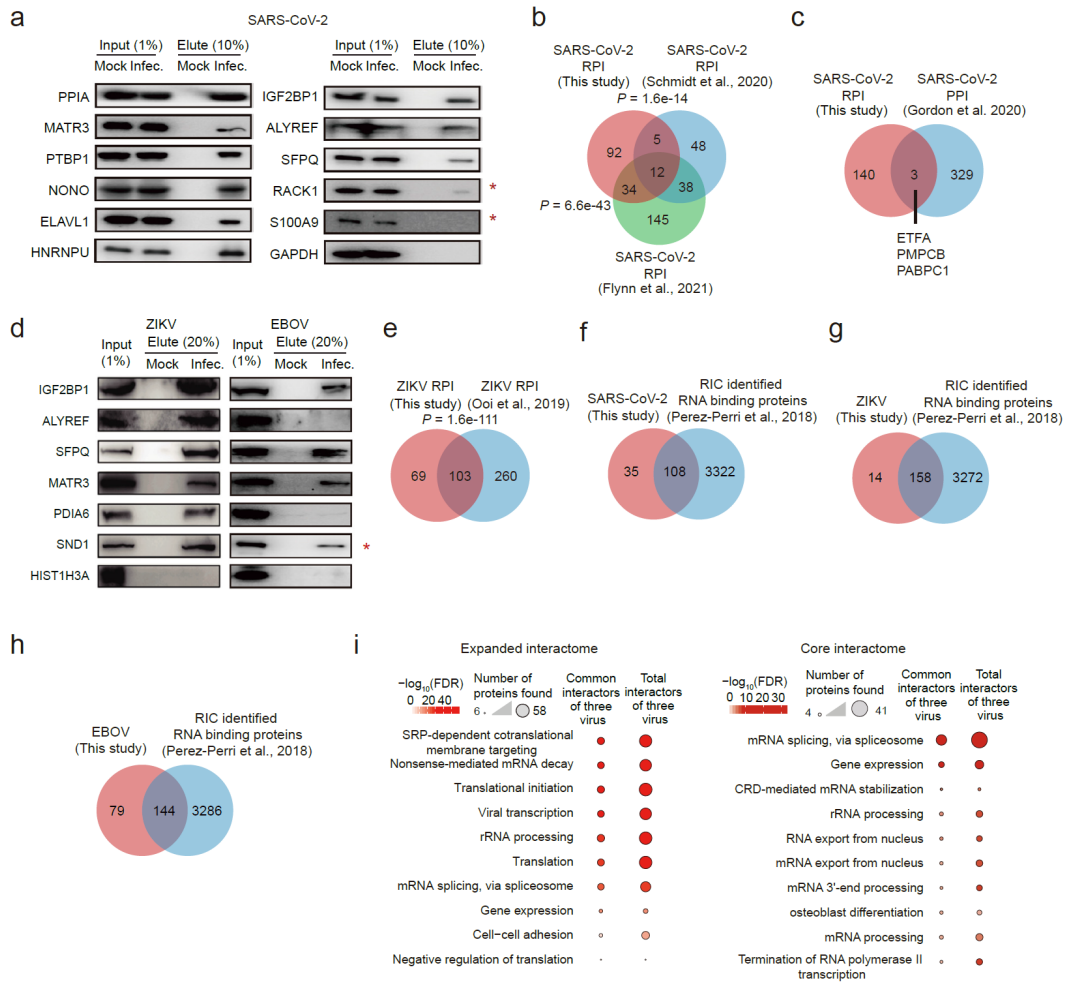 a
SARS-CoV-2
Input (1%) Elute (10%)
Mock Infec. Mock Infec.
PPIA
MATR3
PTBP1
NONO
ELAVL1
HNRNPU
Input (1%) Elute (10%)
Mock Infec. Mock Infec.
IGF2BP1
ALYREF
SFPQ
RACK1 *
S100A9 *
GAPDH
b
SARS-CoV-2
RPI
(This study)
SARS-CoV-2
RPI
(Schmidt et al., 2020)
P = 1.6e-14
92 5 48
12
34 38
P = 6.6e-43
145
SARS-CoV-2
RPI
(Flynn et al., 2021)
c
SARS-CoV-2
RPI
(This study)
SARS-CoV-2
PPI
(Gordon et al. 2020)
140 3 329
ETFA
PMPCB
PABPC1
d
ZIKV
Input
(1%)
Elute (20%)
Mock Infec.
EBOV
Input
(1%)
Elute (20%)
Mock Infec.
IGF2BP1
ALYREF
SFPQ
MATR3
PDIA6
SND1 *
HIST1H3A
e
ZIKV RPI
(This study)
ZIKV RPI
(Ooi et al., 2019)
P = 1.6e-111
69 103 260
f
SARS-CoV-2
(This study)
RIC identified
RNA binding proteins
(Perez-Perri et al., 2018)
35 108 3322
g
ZIKV
(This study)
RIC identified
RNA binding proteins
(Perez-Perri et al., 2018)
14 158 3272
h
EBOV
(This study)
RIC identified
RNA binding proteins
(Perez-Perri et al., 2018)
79 144 3286
i
Expanded interactome
−log10(FDR)
0 20 40
Number of
proteins found
6 58
Common
interactors
of three
virus
Total
interactors
of three
virus
SRP-dependent cotranslational
membrane targeting
Nonsense-mediated mRNA decay
Translational initiation
Viral transcription
rRNA processing
Translation
mRNA splicing, via spliceosome
Gene expression
Cell−cell adhesion
Negative regulation of translation
Core interactome
−log10(FDR)
0 10 20 30
Number of
proteins found
4 41
Common
interactors
of three
virus
Total
interactors
of three
virus
mRNA splicing, via spliceosome
Gene expression
CRD-mediated mRNA stabilization
rRNA processing
RNA export from nucleus
mRNA export from nucleus
mRNA 3'-end processing
osteoblast differentiation
mRNA processing
Termination of RNA polymerase II
transcription